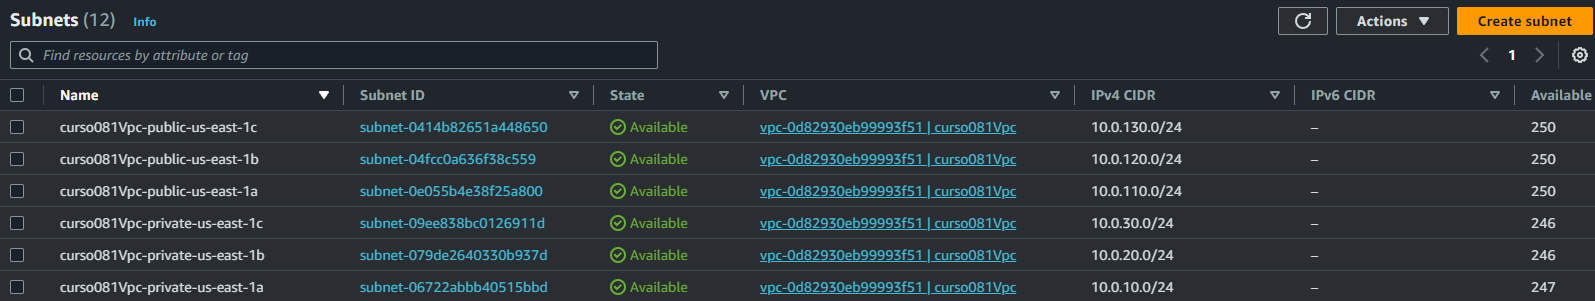 Subnets (12) Info Actions Create subnet
Find resources by attribute or tag 1
Name Subnet ID State VPC IPv4 CIDR IPv6 CIDR Available
curso081Vpc-public-us-east-1c subnet-0414b82651a448650 Available vpc-0d82930eb99993f51 | curso081Vpc 10.0.130.0/24 – 250
curso081Vpc-public-us-east-1b subnet-04fcc0a636f38c559 Available vpc-0d82930eb99993f51 | curso081Vpc 10.0.120.0/24 – 250
curso081Vpc-public-us-east-1a subnet-0e055b4e38f25a800 Available vpc-0d82930eb99993f51 | curso081Vpc 10.0.110.0/24 – 250
curso081Vpc-private-us-east-1c subnet-09ee838bc0126911d Available vpc-0d82930eb99993f51 | curso081Vpc 10.0.30.0/24 – 246
curso081Vpc-private-us-east-1b subnet-079de2640330b937d Available vpc-0d82930eb99993f51 | curso081Vpc 10.0.20.0/24 – 246
curso081Vpc-private-us-east-1a subnet-06722abbb40515bbd Available vpc-0d82930eb99993f51 | curso081Vpc 10.0.10.0/24 – 247